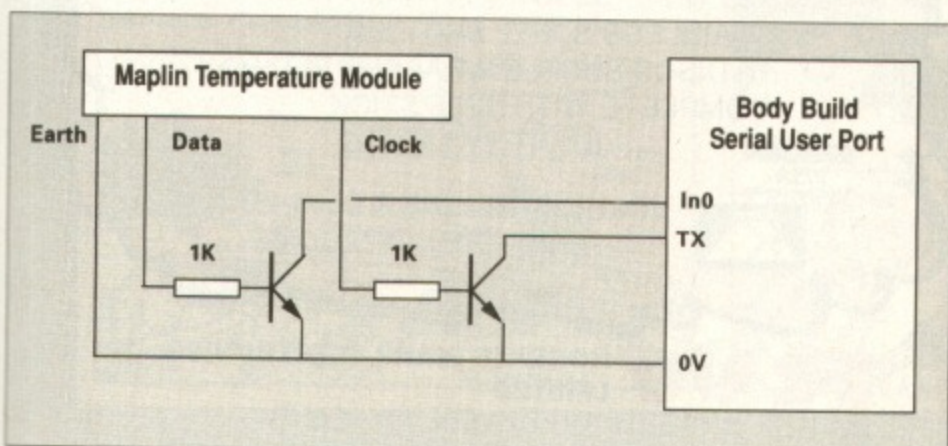 Maplin Temperature Module
Body Build
Serial User Port
Earth
Data
Clock
In0
TX
1K
1K
0V